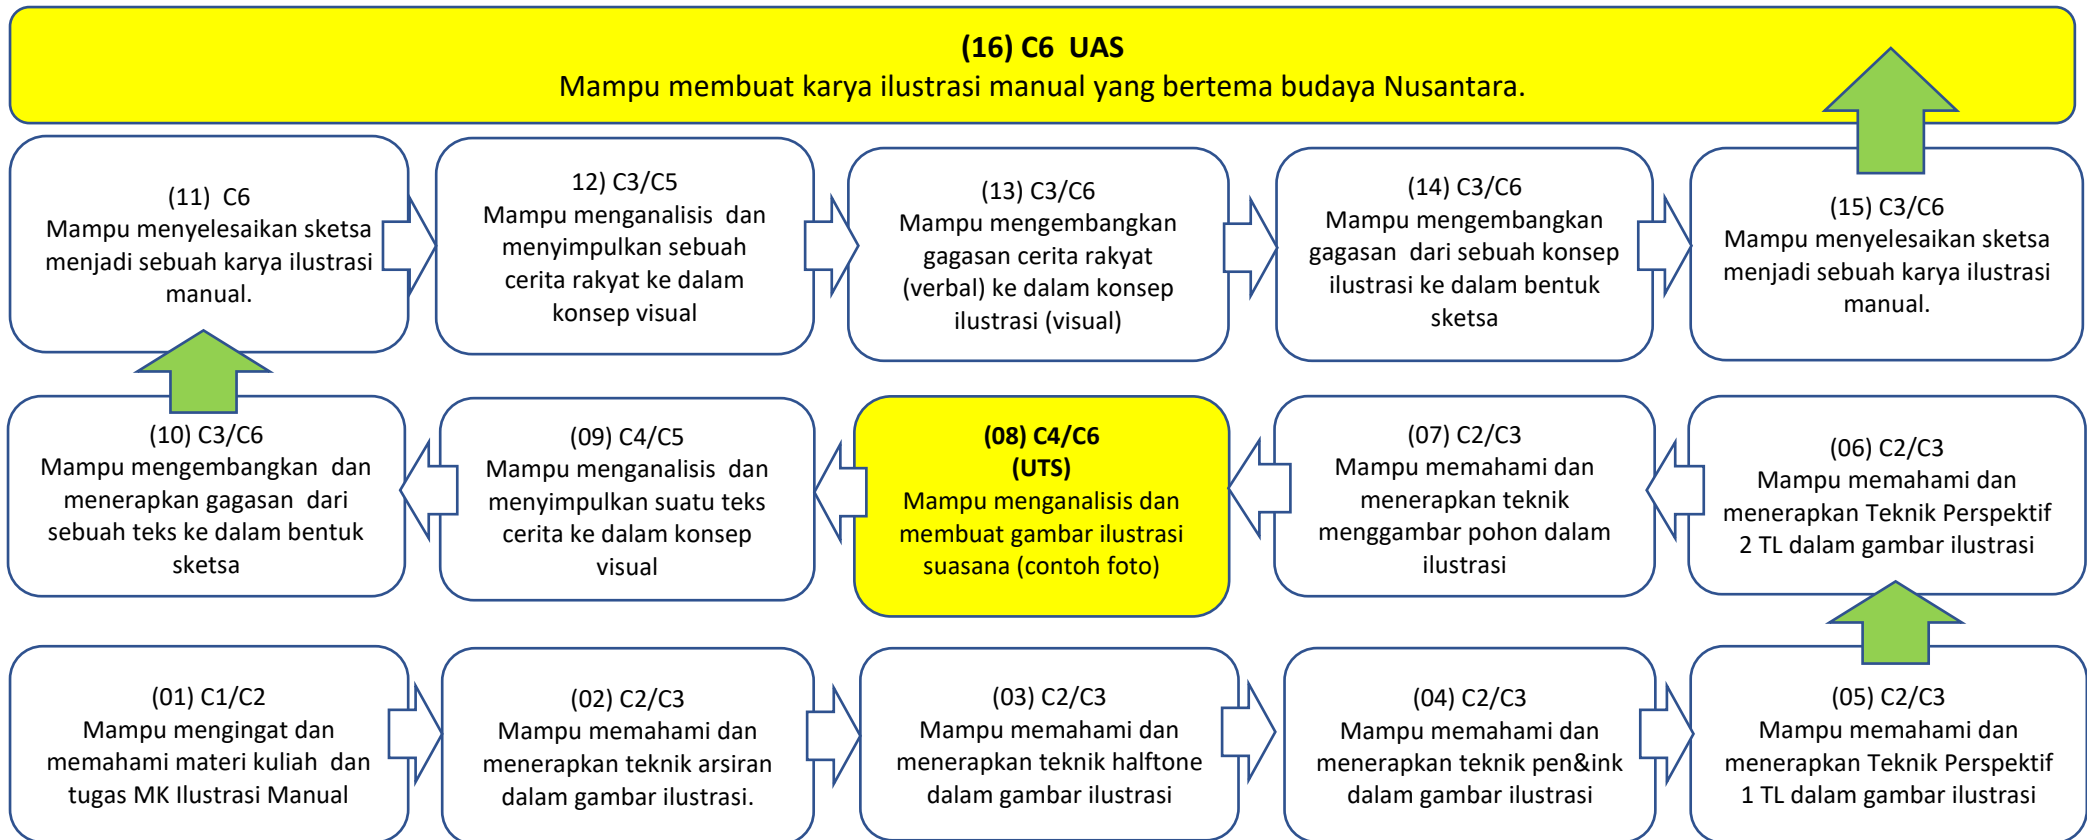 (16) C6 UAS
Mampu membuat karya ilustrasi manual yang bertema budaya Nusantara.
(11) C6
Mampu menyelesaikan sketsa
menjadi sebuah karya ilustrasi
manual.
12) C3/C5
Mampu menganalisis dan
menyimpulkan sebuah
cerita rakyat ke dalam
konsep visual
(13) C3/C6
Mampu mengembangkan
gagasan cerita rakyat
(verbal) ke dalam konsep
ilustrasi (visual)
(14) C3/C6
Mampu mengembangkan
gagasan dari sebuah konsep
ilustrasi ke dalam bentuk
sketsa
(15) C3/C6
Mampu menyelesaikan sketsa
menjadi sebuah karya ilustrasi
manual.
(10) C3/C6
Mampu mengembangkan dan
menerapkan gagasan dari
sebuah teks ke dalam bentuk
sketsa
(09) C4/C5
Mampu menganalisis dan
menyimpulkan suatu teks
cerita ke dalam konsep
visual
(08) C4/C6
(UTS)
Mampu menganalisis dan
membuat gambar ilustrasi
suasana (contoh foto)
(07) C2/C3
Mampu memahami dan
menerapkan teknik
menggambar pohon dalam
ilustrasi
(06) C2/C3
Mampu memahami dan
menerapkan Teknik Perspektif
2 TL dalam gambar ilustrasi
(01) C1/C2
Mampu mengingat dan
memahami materi kuliah dan
tugas MK Ilustrasi Manual
(02) C2/C3
Mampu memahami dan
menerapkan teknik arsiran
dalam gambar ilustrasi.
(03) C2/C3
Mampu memahami dan
menerapkan teknik halftone
dalam gambar ilustrasi
(04) C2/C3
Mampu memahami dan
menerapkan teknik pen&ink
dalam gambar ilustrasi
(05) C2/C3
Mampu memahami dan
menerapkan Teknik Perspektif
1 TL dalam gambar ilustrasi